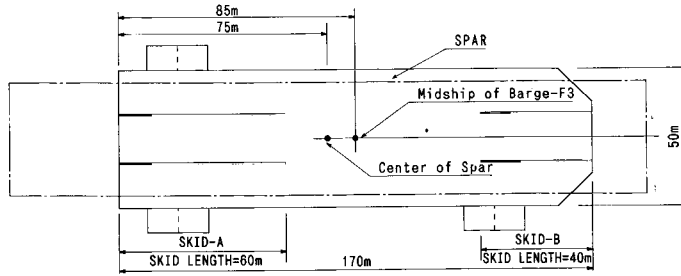 85m
75m
SPAR
Midship of Barge-F3
Center of Spar
50m
SKID-A
SKID-B
SKID LENGTH=60m
SKID LENGTH=40m
170m